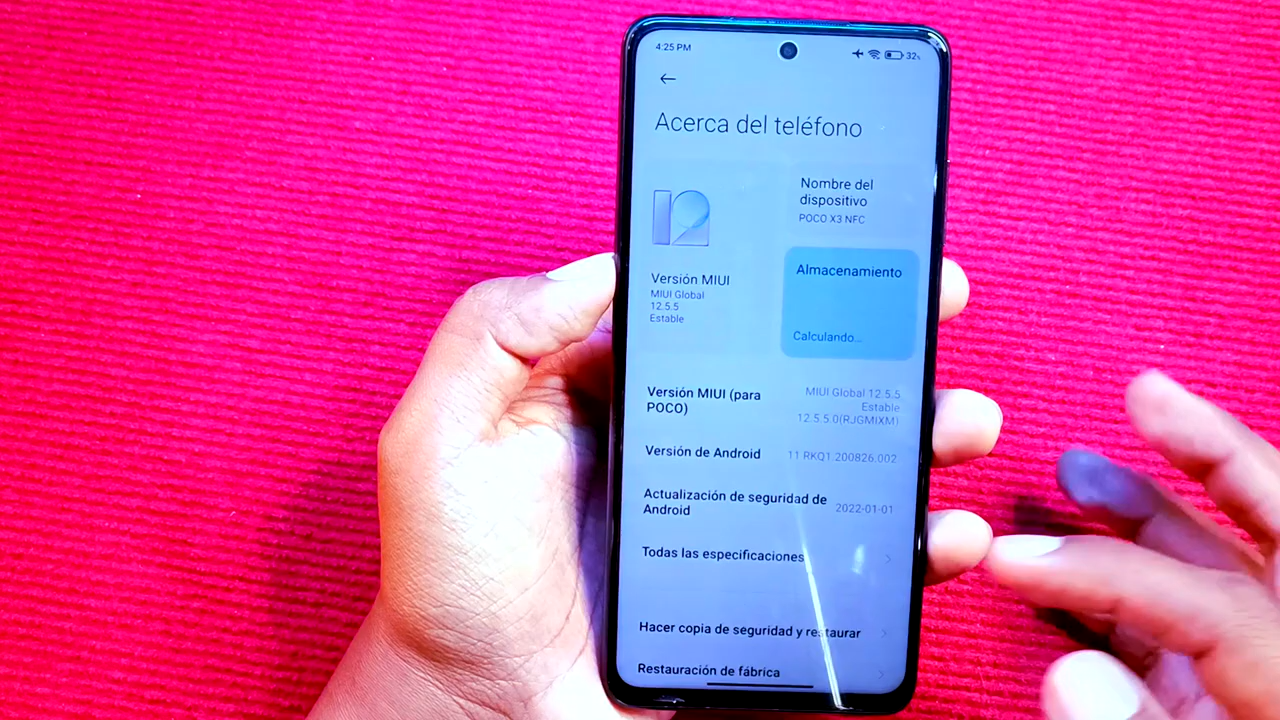 4:25 PM
32%
Acerca del teléfono
12
Nombre del
dispositivo
POCO X3 NFC
Almacenamiento
Calculando...
Versión MIUI
MIUI Global
12.5.5
Estable
Versión MIUI (para
POCO)
MIUI Global 12.5.5
Estable
12.5.5.0(RJGMIXM)
Versión de Android
11 RKQ1.200826.002
Actualización de seguridad de
Android
2022-01-01
Todas las especificaciones
Hacer copia de seguridad y restaurar
Restauración de fábrica